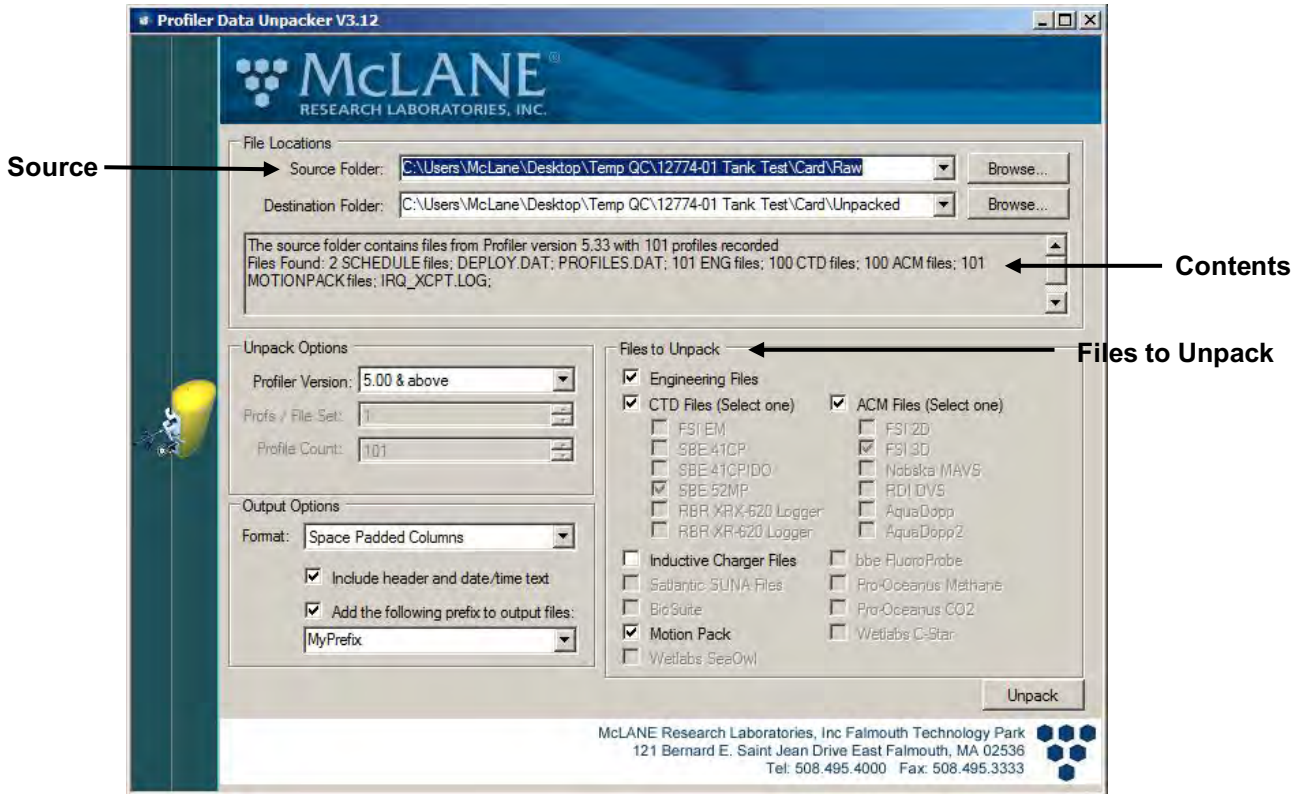 Profiler Data Unpacker V3.12
McLANE®
RESEARCH LABORATORIES, INC.
File Locations
Source
Source Folder: C:\Users\McLane\Desktop\Temp QC\12774-01 Tank Test\Card\Raw Browse...
Destination Folder: C:\Users\McLane\Desktop\Temp QC\12774-01 Tank Test\Card\Unpacked Browse...
The source folder contains files from Profiler version 5.33 with 101 profiles recorded
Files Found: 2 SCHEDULE files; DEPLOY.DAT; PROFILES.DAT; 101 ENG files; 100 CTD files; 100 ACM files; 101
MOTIONPACK files; IRQ_XCPT.LOG;
Contents
Unpack Options
Profiler Version: 5.00 & above
Profs / File Set: 1
Profile Count: 101
Output Options
Format: Space Padded Columns
Include header and date/time text
Add the following prefix to output files:
MyPrefix
Files to Unpack
Files to Unpack
Engineering Files
CTD Files (Select one)
FSI EM
SBE 41CP
SBE 41CPIDO
SBE 52MP
RBR XRX-620 Logger
RBR XR-620 Logger
ACM Files (Select one)
FSI 2D
FSI 3D
Nobska MAVS
RDI DVS
AquaDopp
AquaDopp2
Inductive Charger Files
Satlantic SUNA Files
BioSuite
Motion Pack
Wetlabs SeaOwl
bbe FluoroProbe
Pro-Oceanus Methane
Pro-Oceanus CO2
Wetlabs C-Star
Unpack
McLANE Research Laboratories, Inc Falmouth Technology Park
121 Bernard E. Saint Jean Drive East Falmouth, MA 02536
Tel: 508.495.4000 Fax: 508.495.3333